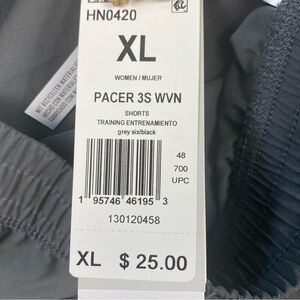 HN0420
XL
WOMEN / MUJER
PACER 3S WVN
SHORTS
TRAINING ENTRENAMIENTO
grey six/black
48
700
UPC
1 95746 46195 3
130120458
XL $ 25.00